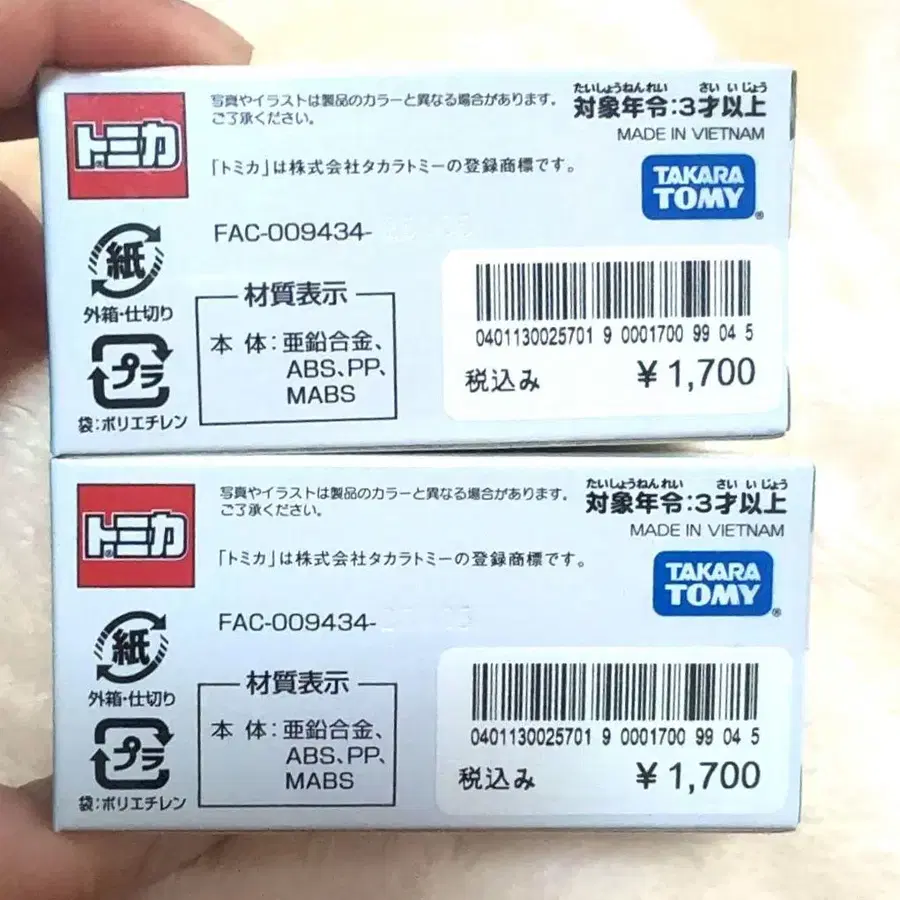 トミカ
写真やイラストは製品のカラーと異なる場合があります。
ご了承ください。
たいしょうねんれい さい いじょう
対象年令:3才以上
MADE IN VIETNAM
「トミカ」は株式会社タカラトミーの登録商標です。
TAKARA
TOMY
FAC-009434-
紙
外箱・仕切り
プラ
袋:ポリエチレン
材質表示
本 体:亜鉛合金、
ABS、PP、
MABS
0401130025701 9 0001700 99 04 5
税込み ¥1,700
トミカ
写真やイラストは製品のカラーと異なる場合があります。
ご了承ください。
たいしょうねんれい さい いじょう
対象年令:3才以上
MADE IN VIETNAM
「トミカ」は株式会社タカラトミーの登録商標です。
TAKARA
TOMY
FAC-009434-
紙
外箱・仕切り
プラ
袋:ポリエチレン
材質表示
本 体:亜鉛合金、
ABS、PP、
MABS
0401130025701 9 0001700 99 04 5
税込み ¥1,700